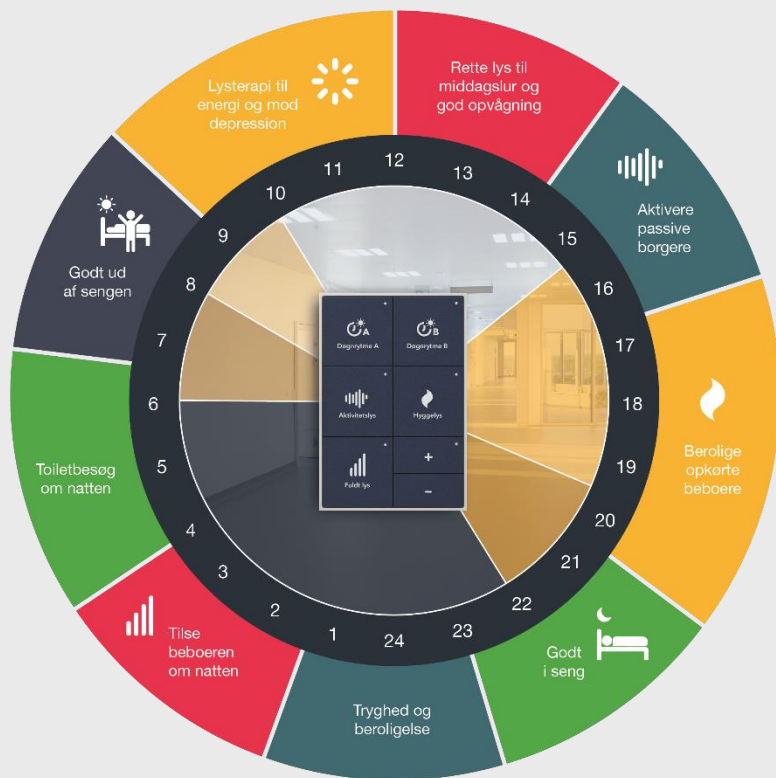 Lysterapi til
energi og mod
depression
Rette lys til
middagslur og
god opvågning
Aktivere
passive
borgere
Berolige
opkørte
beboere
Godt
i seng
Tryghed og
beroligelse
Tilse
beboeren
om natten
Toiletbesøg
om natten
Godt ud
af sengen
12
13
14
15
16
17
18
19
20
21
22
23
24
1
2
3
4
5
6
7
8
9
10
11
A
Døgnrytme A
B
Døgnrytme B
Aktivitetslys
Hyggelys
Fuldt lys
+
−